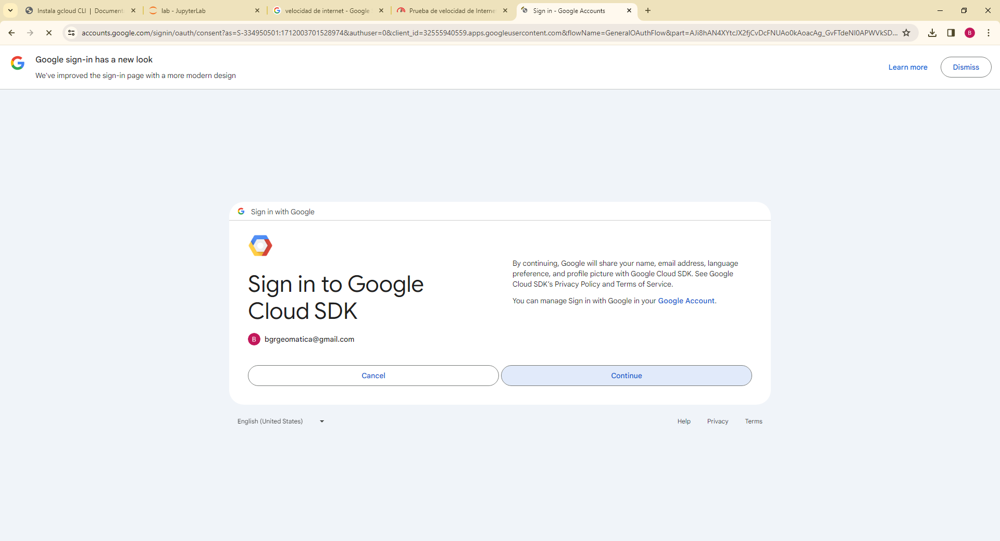 Instala gcloud CLI | Document
lab - JupyterLab
velocidad de internet - Google
Prueba de velocidad de Interne
Sign in - Google Accounts
accounts.google.com/signin/oauth/consent?as=S-334950501:1712003701528974&authuser=0&client_id=32555940559.apps.googleusercontent.com&flowName=GeneralOAuthFlow&part=AJi8hAN4XYtcJX2fjCvDcFNUAo0kAoacAg_GvFTdeNI0APWVkSD...
B
Google sign-in has a new look
We've improved the sign-in page with a more modern design
Learn more
Dismiss
Sign in with Google
Sign in to Google
Cloud SDK
B bgrgeomatica@gmail.com
By continuing, Google will share your name, email address, language
preference, and profile picture with Google Cloud SDK. See Google
Cloud SDK's Privacy Policy and Terms of Service.
You can manage Sign in with Google in your Google Account.
Cancel
Continue
English (United States)
Help
Privacy
Terms